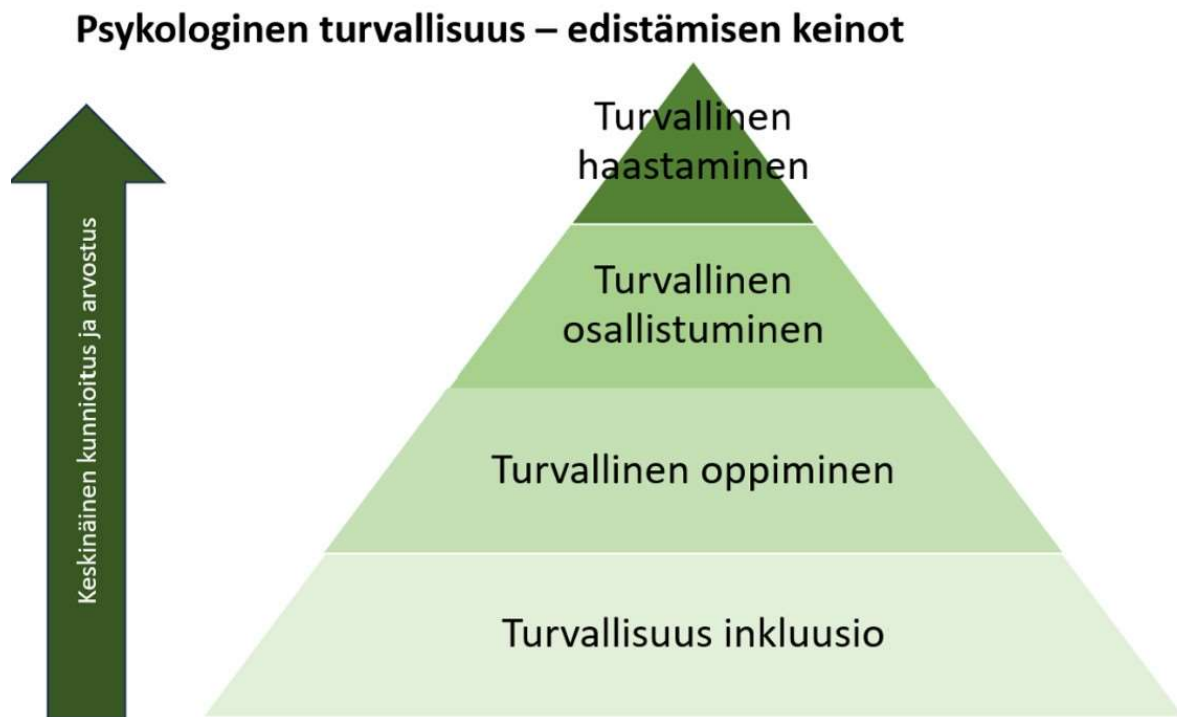 Psykologinen turvallisuus – edistämisen keinot
Keskinäinen kunnioitus ja arvostus
Turvallinen
haastaminen
Turvallinen
osallistuminen
Turvallinen oppiminen
Turvallisuus inkluusio